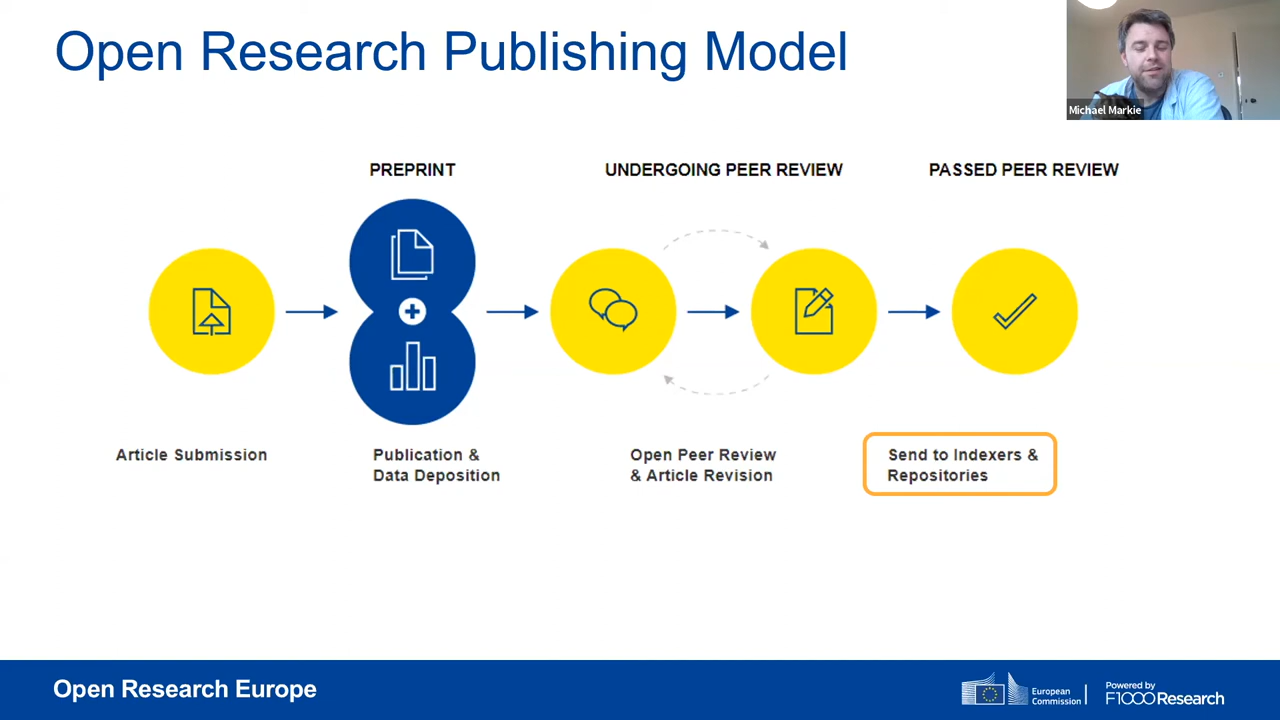 Open Research Publishing Model
Michael Markie
PREPRINT
UNDERGOING PEER REVIEW
PASSED PEER REVIEW
Article Submission
Publication &
Data Deposition
Open Peer Review
& Article Revision
Send to Indexers &
Repositories
Open Research Europe
European
Commission
Powered by
F1000Research